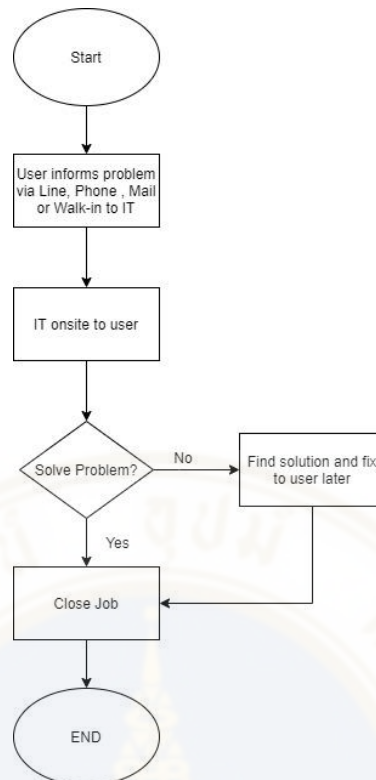 Start
User informs problem
via Line, Phone , Mail
or Walk-in to IT
IT onsite to user
Solve Problem?
No
Find solution and fix
to user later
Yes
Close Job
END